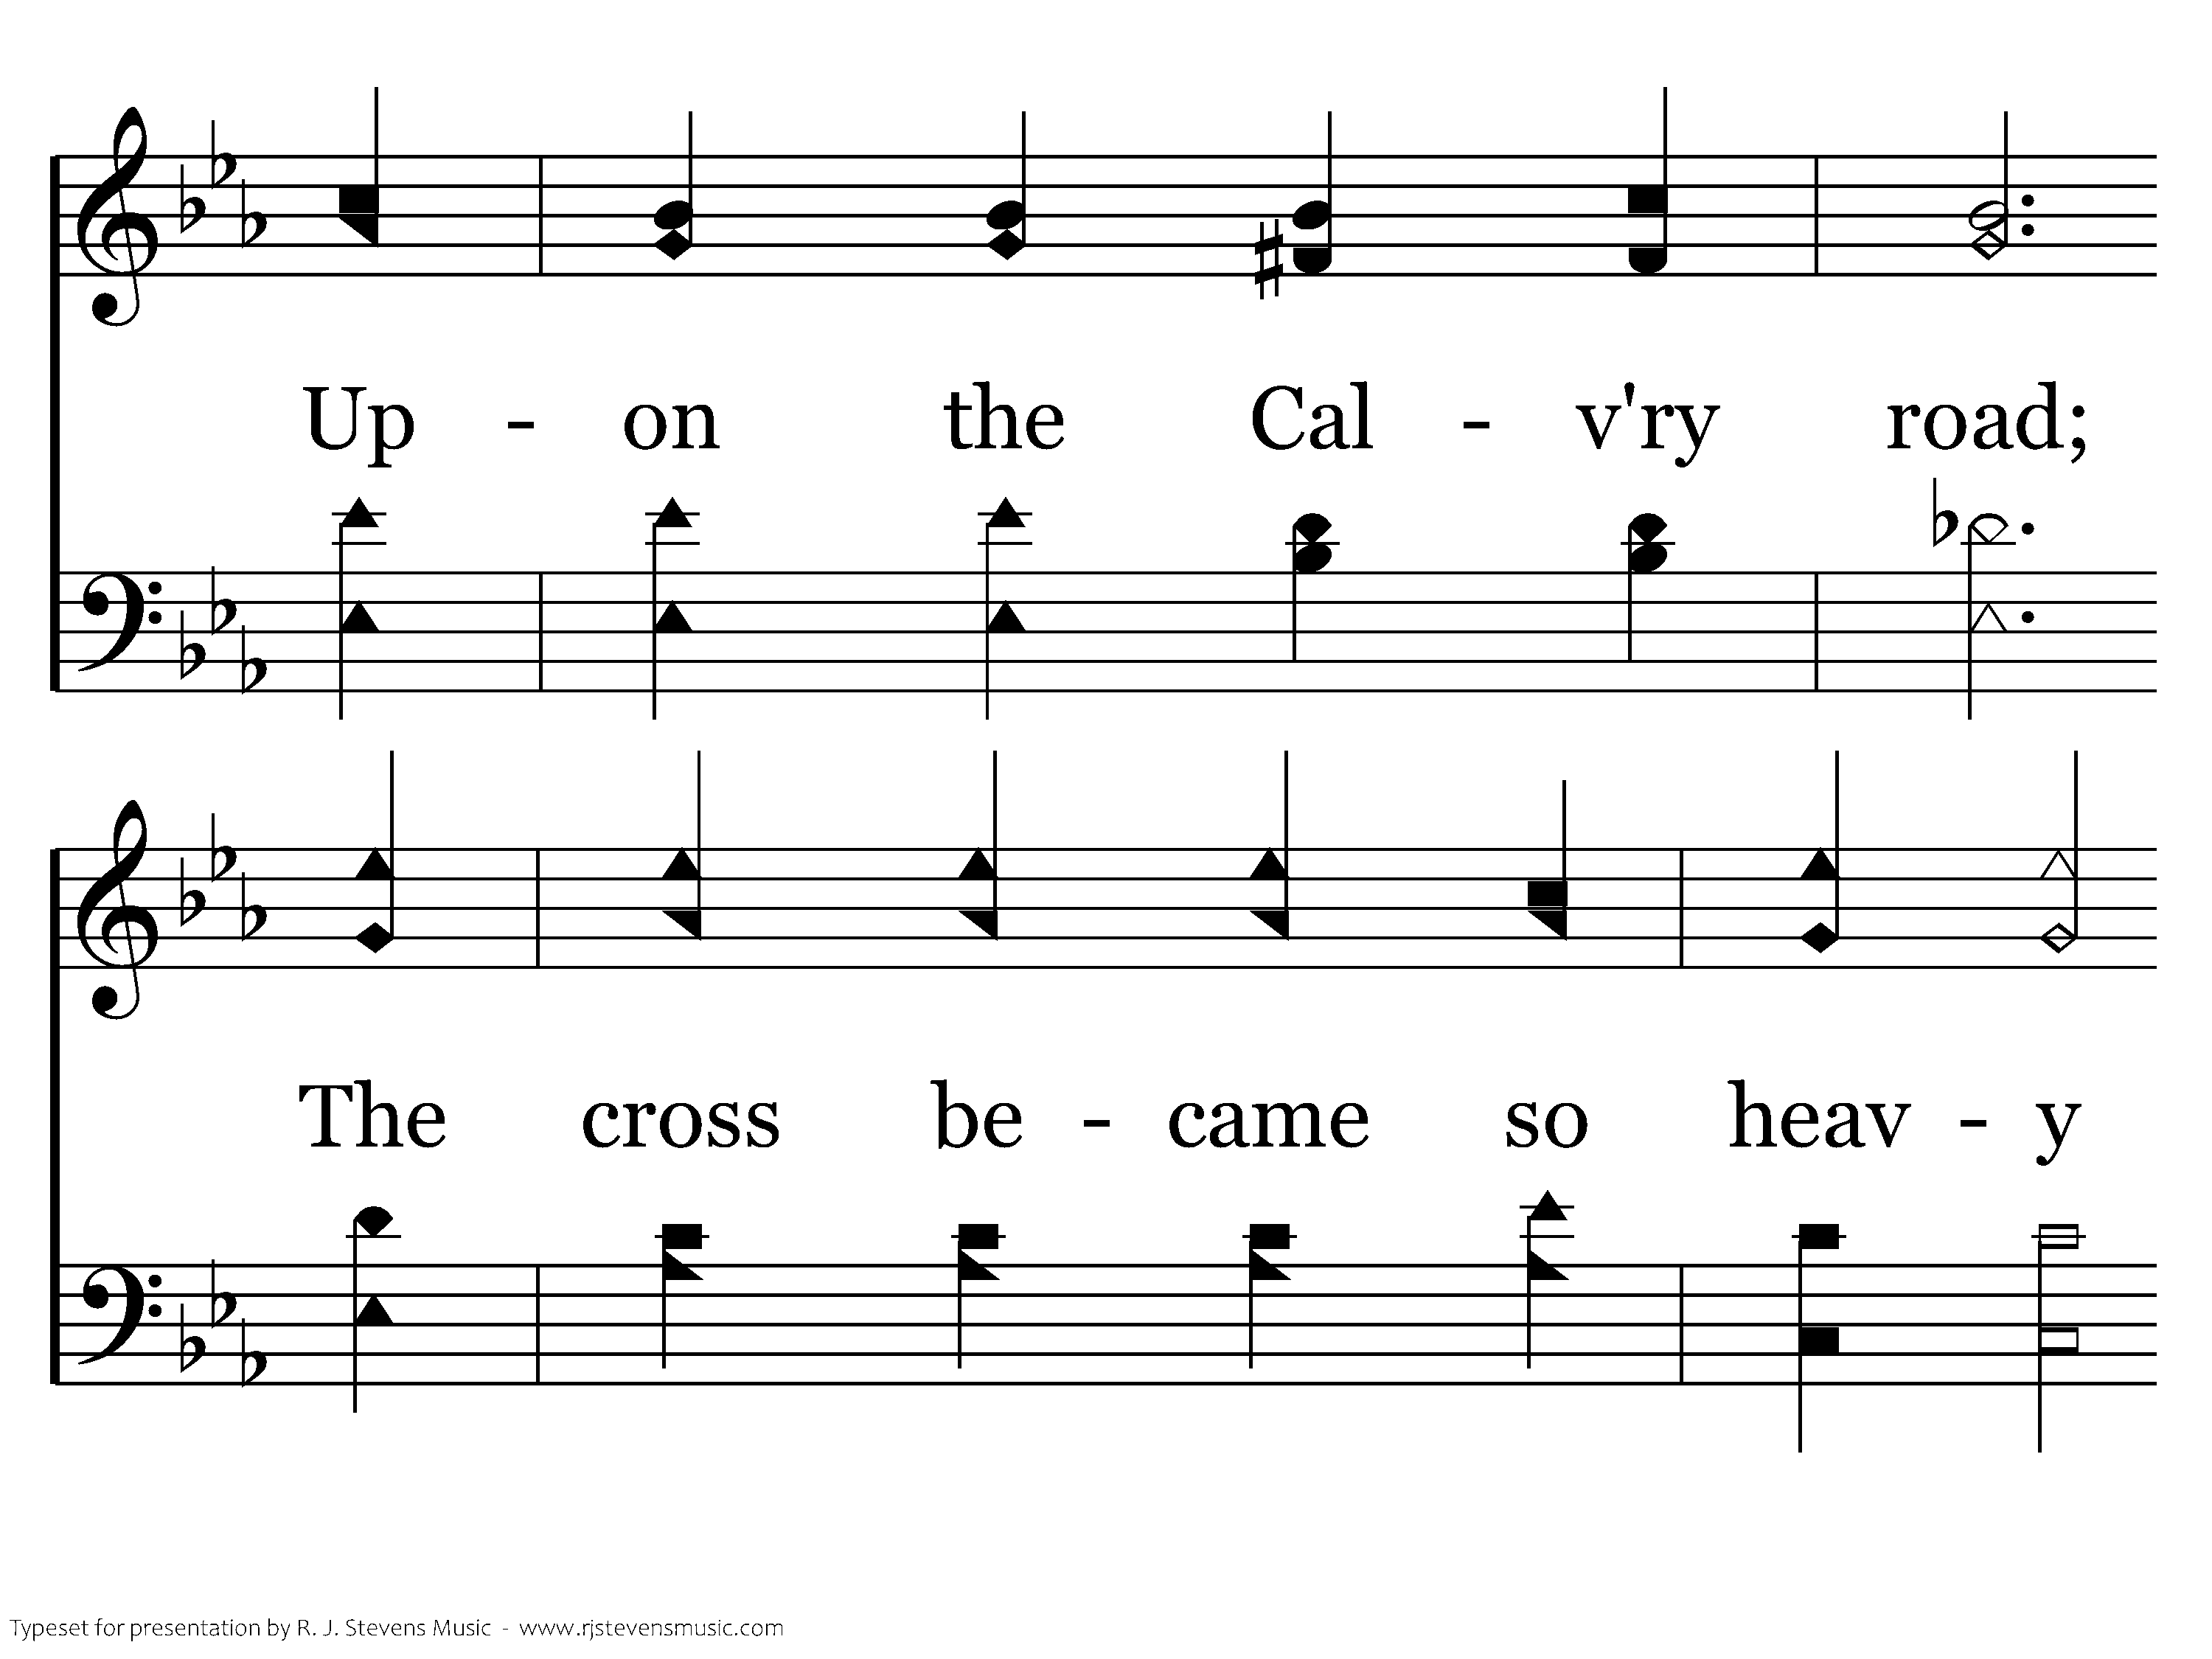 Up - on the Cal - v'ry road;
The cross be - came so heav - y
Typeset for presentation by R. J. Stevens Music - www.rjstevensmusic.com